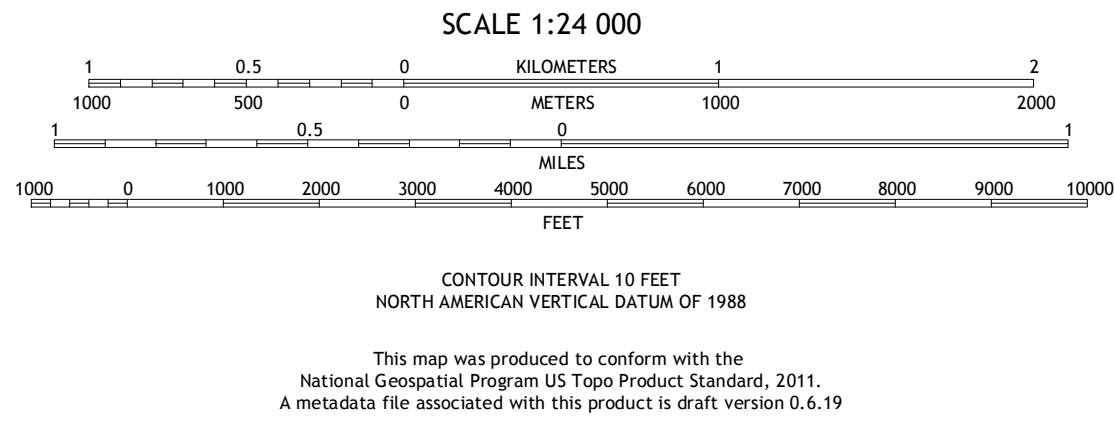 SCALE 1:24 000
1 0.5 0 KILOMETERS 1 2
1000 500 0 METERS 1000 2000
1 0.5 0 1
MILES
1000 0 1000 2000 3000 4000 5000 6000 7000 8000 9000 10000
FEET
CONTOUR INTERVAL 10 FEET
NORTH AMERICAN VERTICAL DATUM OF 1988
This map was produced to conform with the
National Geospatial Program US Topo Product Standard, 2011.
A metadata file associated with this product is draft version 0.6.19